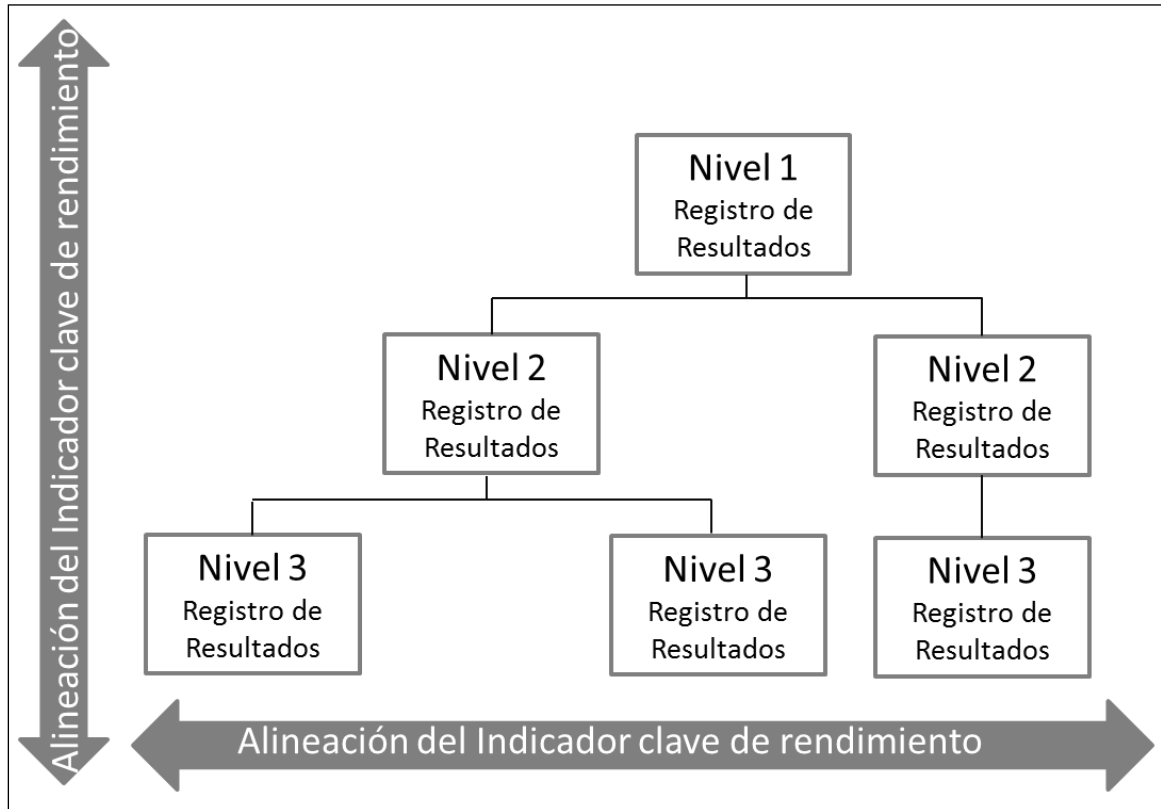 Alineación del Indicador clave de rendimiento
Nivel 1
Registro de
Resultados
Nivel 2
Registro de
Resultados
Nivel 2
Registro de
Resultados
Nivel 3
Registro de
Resultados
Nivel 3
Registro de
Resultados
Nivel 3
Registro de
Resultados
Alineación del Indicador clave de rendimiento